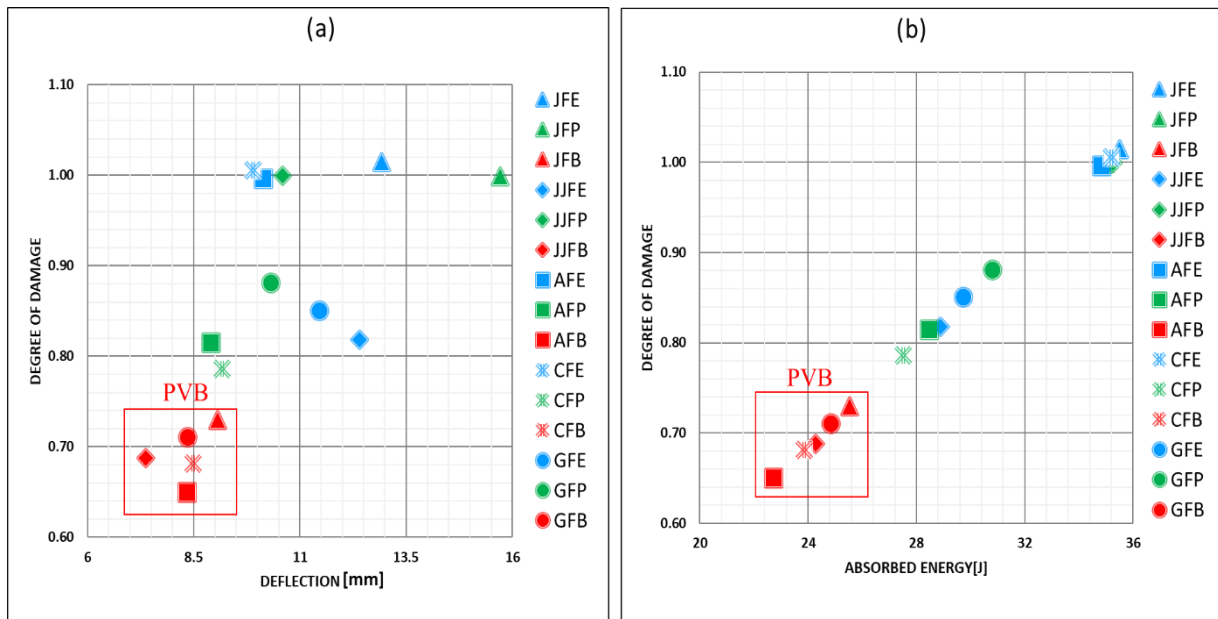 (a)
1.10
1.00
0.90
0.80
0.70
0.60
DEGREE OF DAMAGE
PVB
6 8.5 11 13.5 16
DEFLECTION [mm]
JFE
JFP
JFB
JJFE
JJFP
JJFB
AFE
AFP
AFB
CFE
CFP
CFB
GFE
GFP
GFB
(b)
1.10
1.00
0.90
0.80
0.70
0.60
DEGREE OF DAMAGE
PVB
20 24 28 32 36
ABSORBED ENERGY[J]
JFE
JFP
JFB
JJFE
JJFP
JJFB
AFE
AFP
AFB
CFE
CFP
CFB
GFE
GFP
GFB